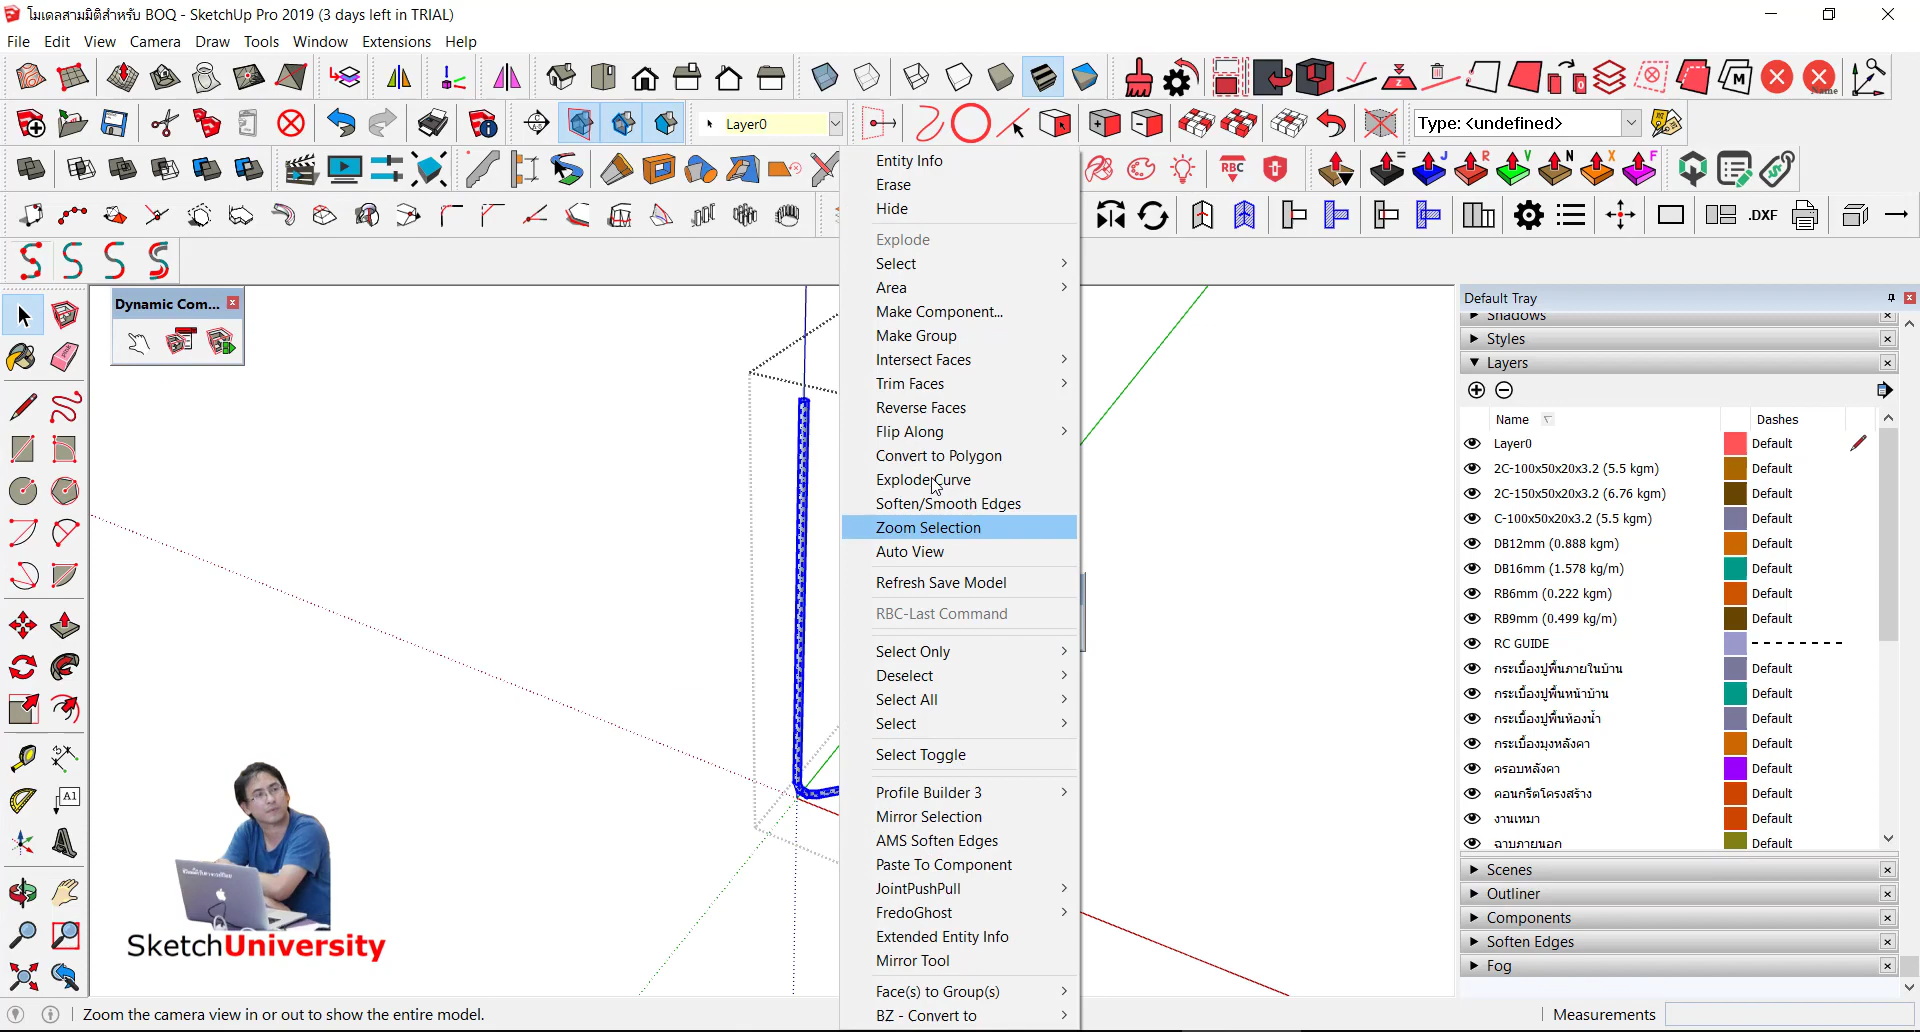 โมเดลสามมิติสำหรับ BOQ - SketchUp Pro 2019 (3 days left in TRIAL)
File Edit View Camera Draw Tools Window Extensions Help
Name
Layer0
Type: <undefined>
RBC
= J R V N X F
.DXF
Dynamic Com...
A1
SketchUniversity
Entity Info
Erase
Hide
Explode
Select
Area
Make Component...
Make Group
Intersect Faces
Trim Faces
Reverse Faces
Flip Along
Convert to Polygon
Explode Curve
Soften/Smooth Edges
Zoom Selection
Auto View
Refresh Save Model
RBC-Last Command
Select Only
Deselect
Select All
Select
Select Toggle
Profile Builder 3
Mirror Selection
AMS Soften Edges
Paste To Component
JointPushPull
FredoGhost
Extended Entity Info
Mirror Tool
Face(s) to Group(s)
BZ - Convert to
Default Tray
Shadows
Styles
Layers
Name Dashes
Layer0 Default
2C-100x50x20x3.2 (5.5 kgm) Default
2C-150x50x20x3.2 (6.76 kgm) Default
C-100x50x20x3.2 (5.5 kgm) Default
DB12mm (0.888 kgm) Default
DB16mm (1.578 kg/m) Default
RB6mm (0.222 kgm) Default
RB9mm (0.499 kg/m) Default
RC GUIDE
กระเบื้องปูพื้นภายในบ้าน Default
กระเบื้องปูพื้นหน้าบ้าน Default
กระเบื้องปูพื้นห้องน้ำ Default
กระเบื้องมุงหลังคา Default
ครอบหลังคา Default
คอนกรีตโครงสร้าง Default
งานเหมา Default
ฉาบภายนอก Default
Scenes
Outliner
Components
Soften Edges
Fog
Zoom the camera view in or out to show the entire model.
Measurements